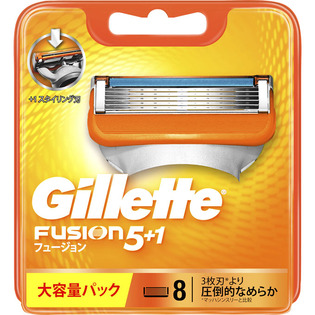 +1 スタイリング刃
Gillette
FUSION 5+1
フュージョン
大容量パック
8
3枚刃*より
圧倒的なめらか
*マッハシンスリーと比較